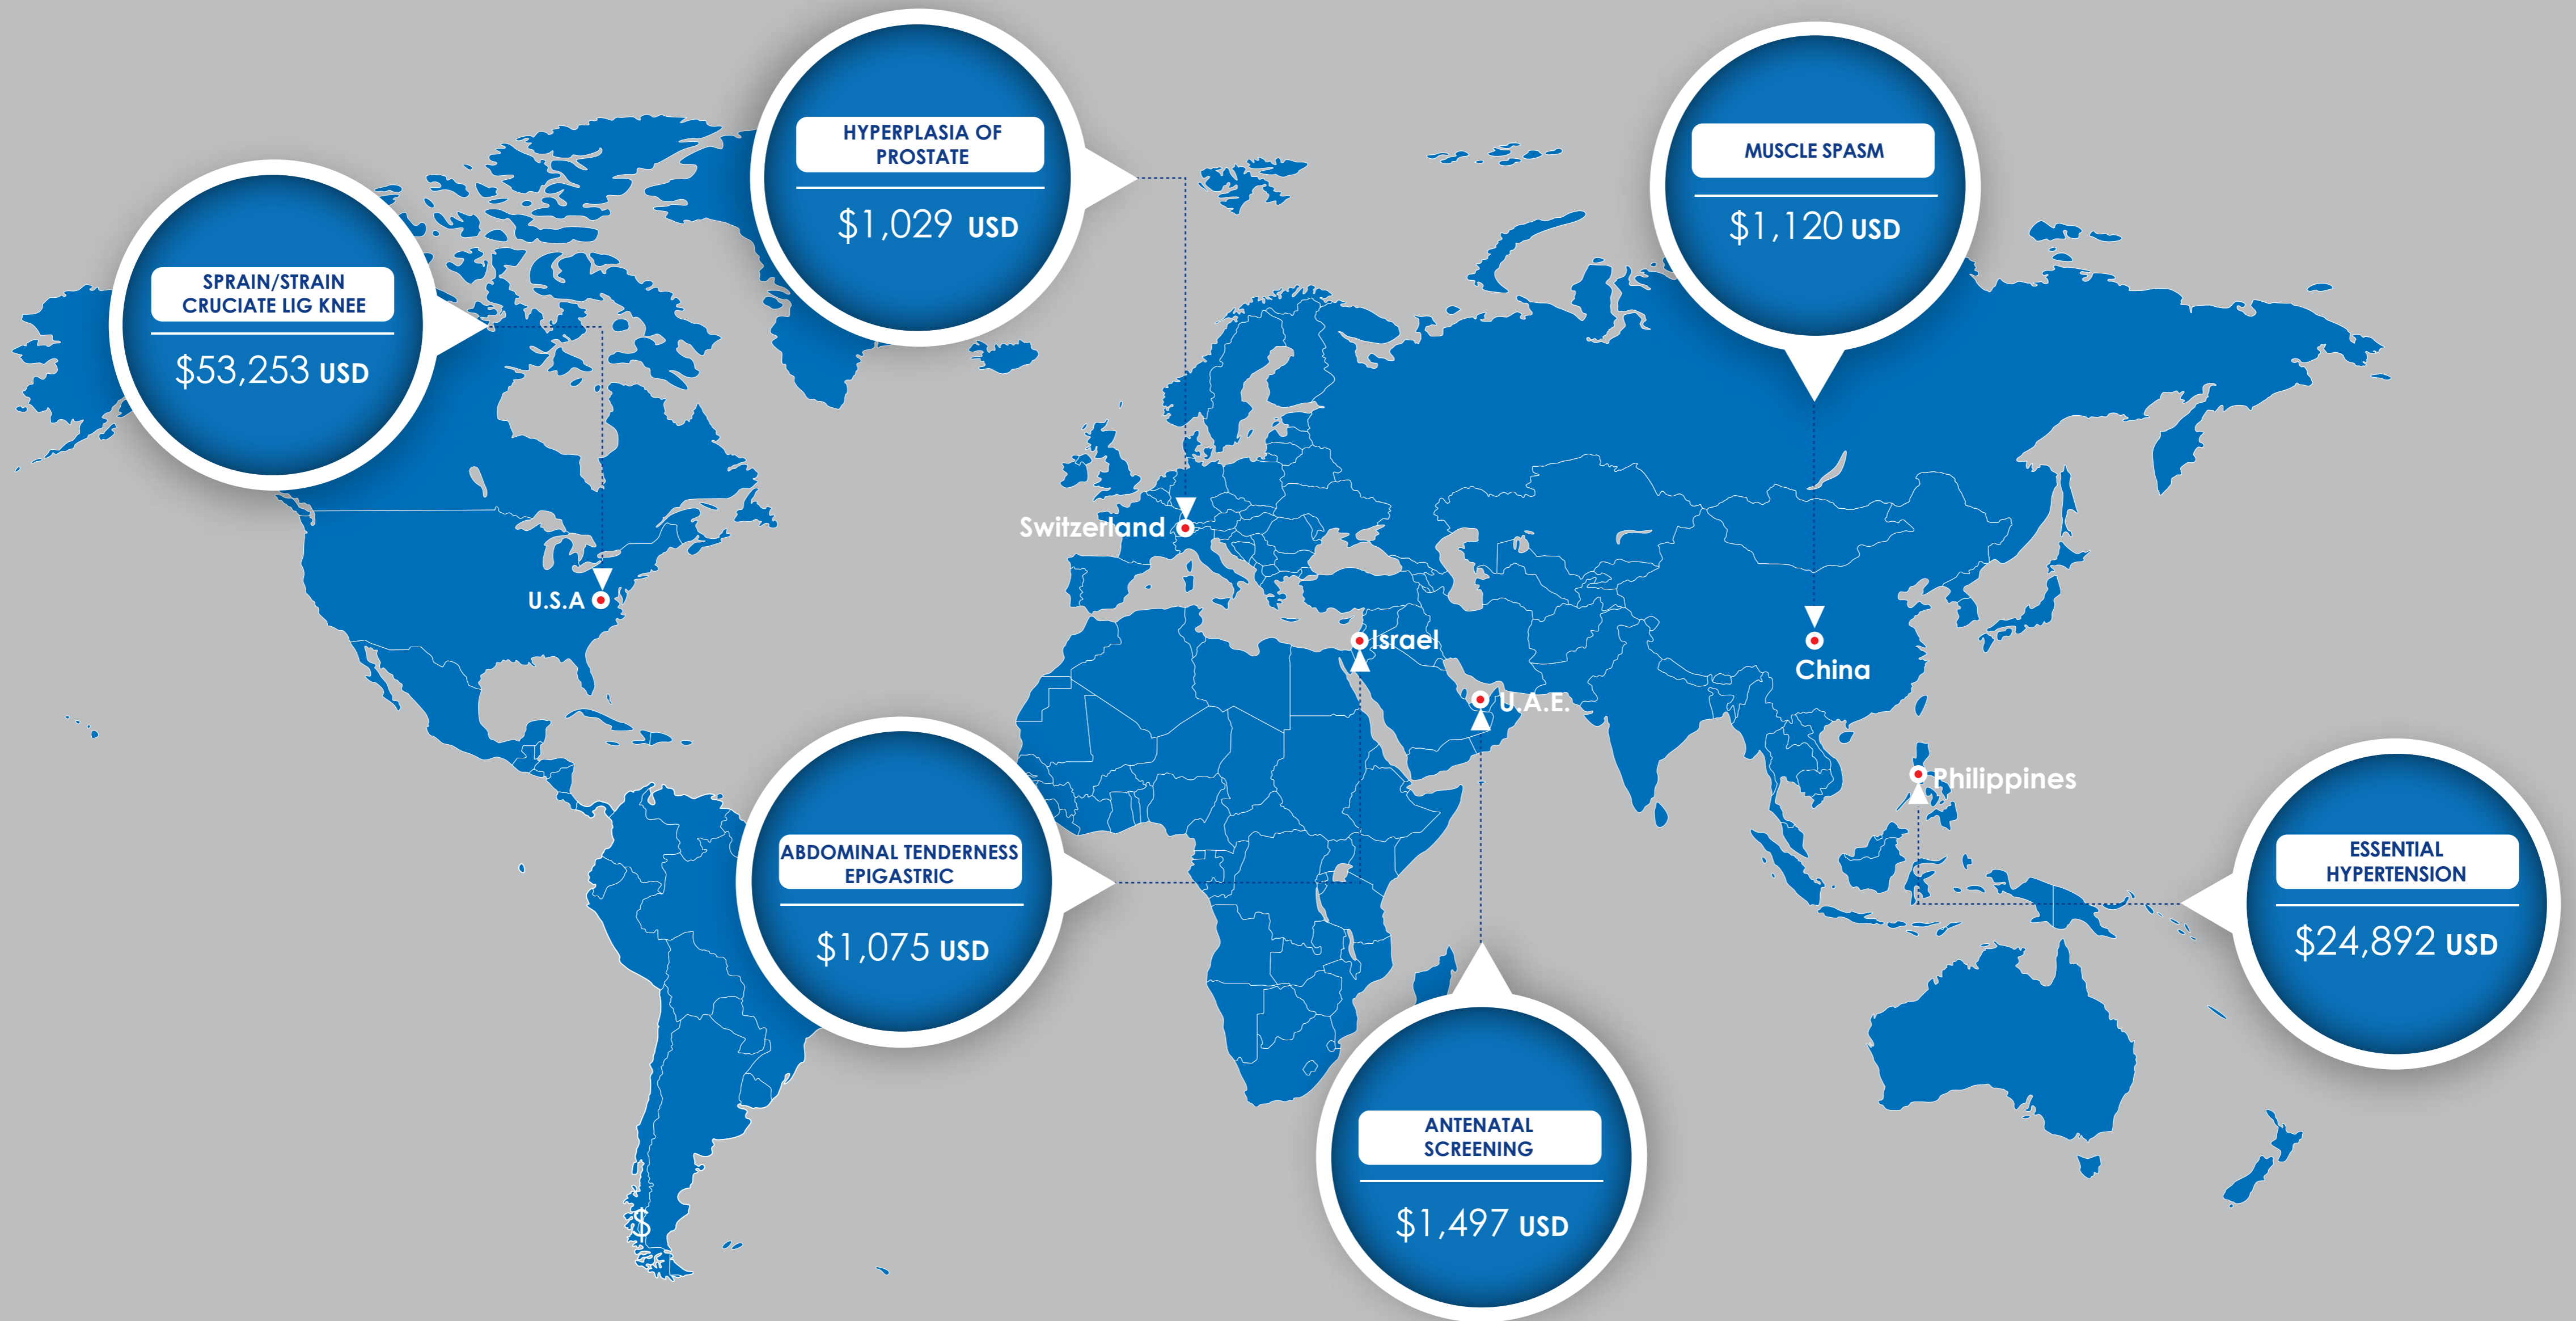 HYPERPLASIA OF
PROSTATE
$1,029 USD
MUSCLE SPASM
$1,120 USD
SPRAIN/STRAIN
CRUCIATE LIG KNEE
$53,253 USD
Switzerland
U.S.A
Israel
China
U.A.E.
Philippines
ABDOMINAL TENDERNESS
EPIGASTRIC
$1,075 USD
ESSENTIAL
HYPERTENSION
$24,892 USD
ANTENATAL
SCREENING
$1,497 USD
$